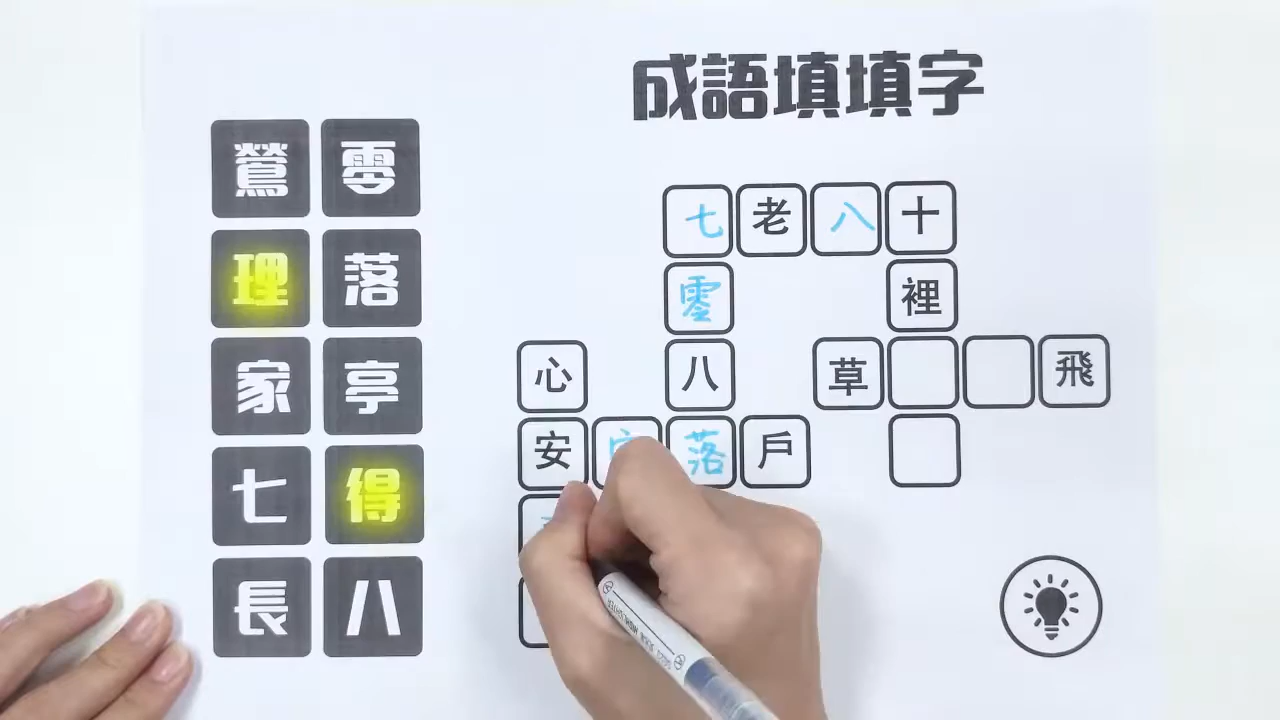 成語填填字
鶯 零
理 落
家 亭
七 得
長 八
七 老 八 十
零 裡
心 八 草 飛
安 落 戶